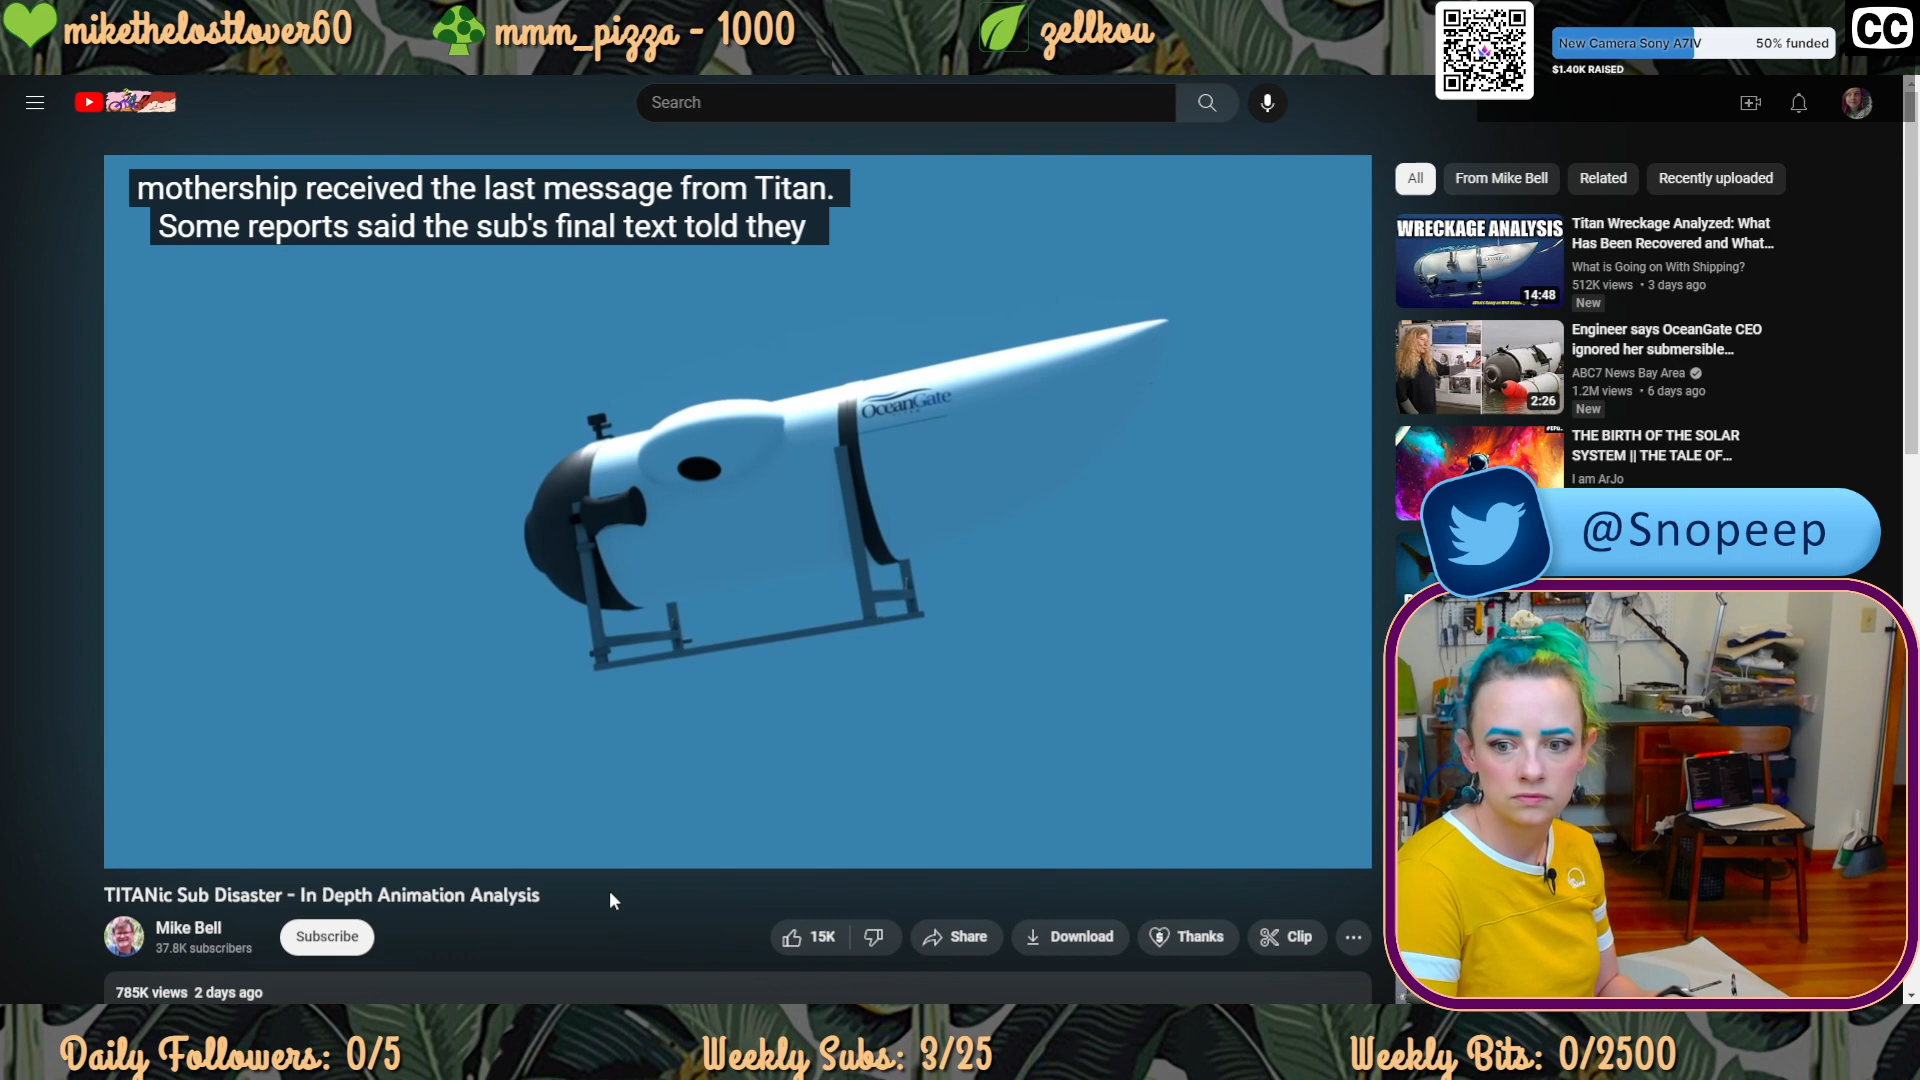 mikethelostlover60
mmm_pizza - 1000
zellkou
New Camera Sony A7IV
50% funded
$1.40K RAISED
CC
Search
mothership received the last message from Titan.
Some reports said the sub's final text told they
OceanGate
All
From Mike Bell
Related
Recently uploaded
WRECKAGE ANALYSIS
14:48
Titan Wreckage Analyzed: What
Has Been Recovered and What...
What is Going on With Shipping?
512K views • 3 days ago
New
2:26
Engineer says OceanGate CEO
ignored her submersible...
ABC7 News Bay Area
1.2M views • 6 days ago
New
THE BIRTH OF THE SOLAR
SYSTEM || THE TALE OF...
I am ArJo
@Snopeep
TITANic Sub Disaster - In Depth Animation Analysis
Mike Bell
37.8K subscribers
Subscribe
15K
Share
Download
Thanks
Clip
785K views 2 days ago
Daily Followers: 0/5
Weekly Subs: 3/25
Weekly Bits: 0/2500